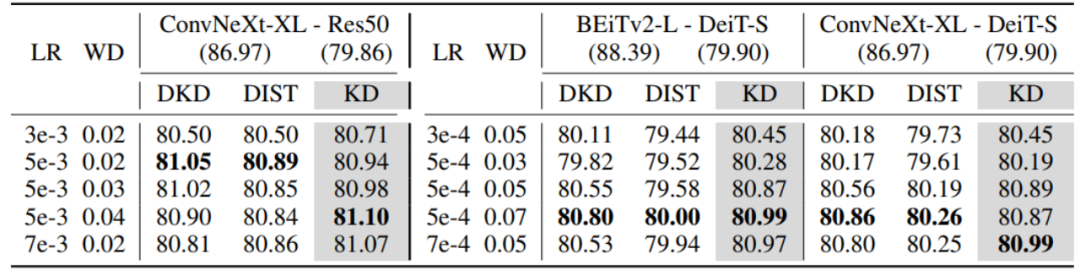 ConvNeXt-XL - Res50 BEiTv2-L - DeiT-S ConvNeXt-XL - DeiT-S
LR WD (86.97) (79.86) LR WD (88.39) (79.90) (86.97) (79.90)
DKD DIST KD DKD DIST KD DKD DIST KD
3e-3 0.02 80.50 80.50 80.71 3e-4 0.05 80.11 79.44 80.45 80.18 79.73 80.45
5e-3 0.02 81.05 80.89 80.94 5e-4 0.03 79.82 79.52 80.28 80.17 79.61 80.19
5e-3 0.03 81.02 80.85 80.98 5e-4 0.05 80.55 79.58 80.87 80.56 80.19 80.89
5e-3 0.04 80.90 80.84 81.10 5e-4 0.07 80.80 80.00 80.99 80.86 80.26 80.87
7e-3 0.02 80.81 80.86 81.07 7e-4 0.05 80.53 79.94 80.97 80.80 80.25 80.99